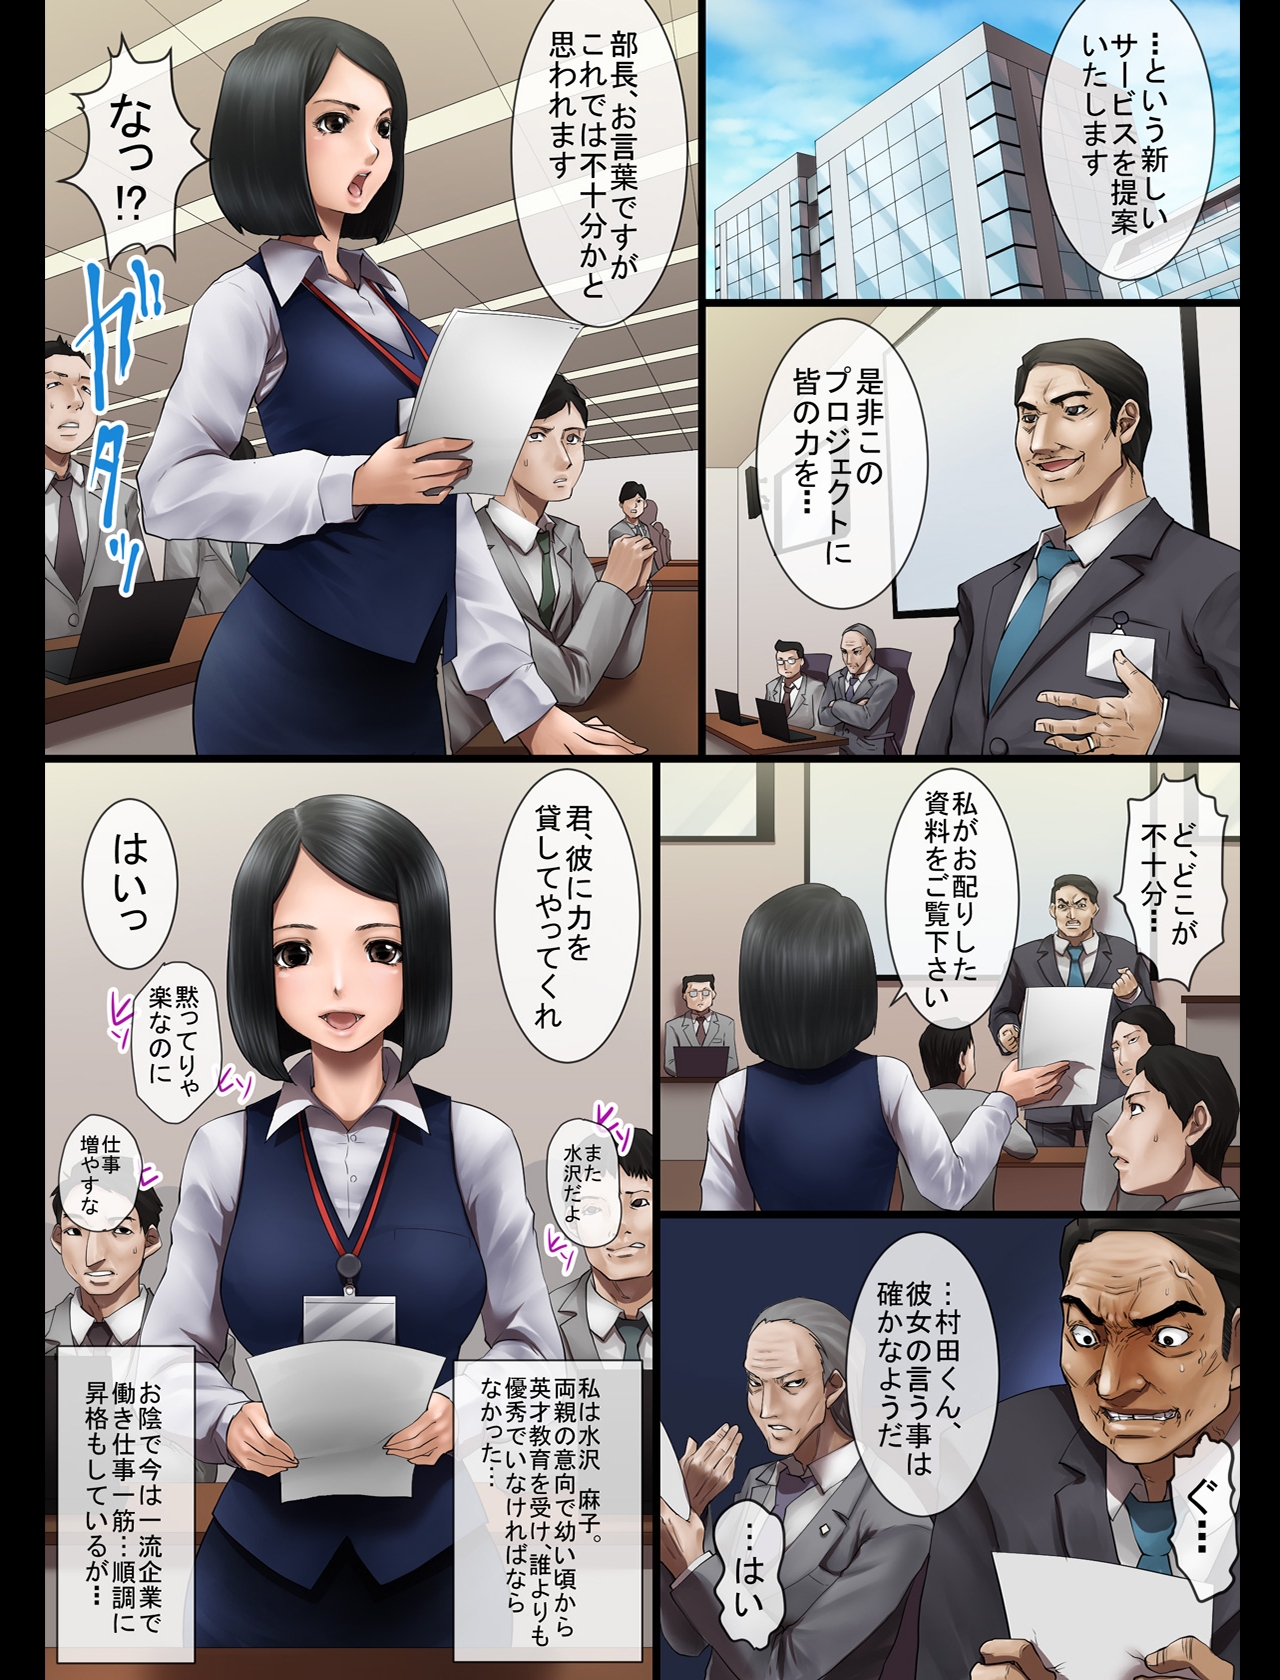 …という新しい
サービスを提案
いたします
是非この
プロジェクトに
皆の力を…
部長、お言葉ですが
これでは不十分かと
思われます
なっ!?
ガタタッ
ど、どこが
不十分…
私がお配りした
資料をご覧下さい
…村田くん、
彼女の言う事は
確かなようだ
ぐ…
…はい
君、彼に力を
貸してやってくれ
はいっ
黙ってりゃ
楽なのに
ヒソ
ヒソ
また
水沢だよ
ヒソ
ヒソ
仕事
増やすな
私は水沢 麻子。
両親の意向で幼い頃から
英才教育を受け、誰よりも
優秀でいなければなら
なかった…
お陰で今は一流企業で
働き仕事一筋…順調に
昇格もしているが…